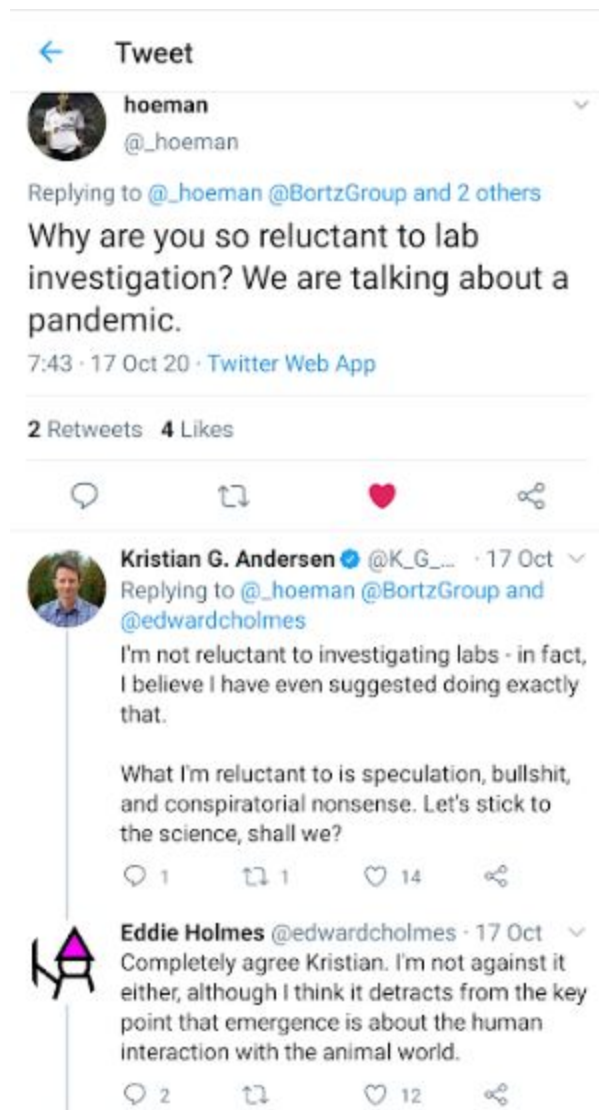 Tweet
hoeman
@_hoeman
Replying to @_hoeman @BortzGroup and 2 others
Why are you so reluctant to lab
investigation? We are talking about a
pandemic.
7:43 · 17 Oct 20 · Twitter Web App
2 Retweets 4 Likes
Kristian G. Andersen @K_G_... · 17 Oct
Replying to @_hoeman @BortzGroup and
@edwardcholmes
I'm not reluctant to investigating labs - in fact,
I believe I have even suggested doing exactly
that.
What I'm reluctant to is speculation, bullshit,
and conspiratorial nonsense. Let's stick to
the science, shall we?
1 1 14
Eddie Holmes @edwardcholmes · 17 Oct
Completely agree Kristian. I'm not against it
either, although I think it detracts from the key
point that emergence is about the human
interaction with the animal world.
2 12